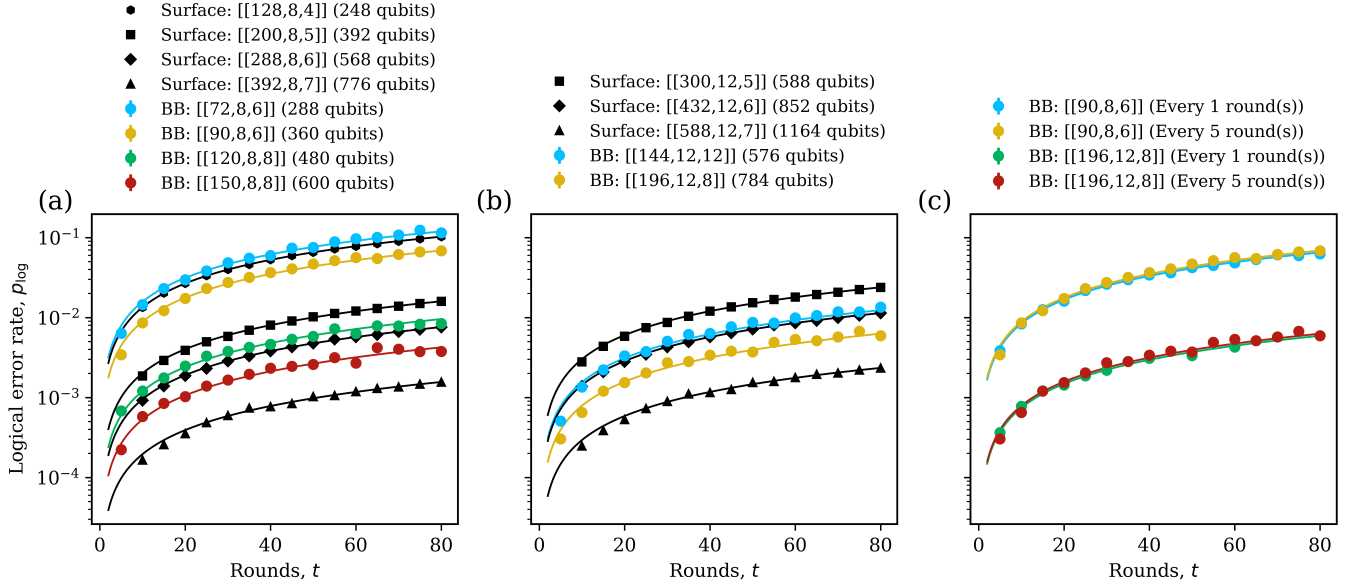 Surface: [[128,8,4]] (248 qubits)
Surface: [[200,8,5]] (392 qubits)
Surface: [[288,8,6]] (568 qubits)
Surface: [[392,8,7]] (776 qubits)
BB: [[72,8,6]] (288 qubits)
BB: [[90,8,6]] (360 qubits)
BB: [[120,8,8]] (480 qubits)
BB: [[150,8,8]] (600 qubits)
(a)
Logical error rate, p_log
10⁻¹
10⁻²
10⁻³
10⁻⁴
0 20 40 60 80
Rounds, t
Surface: [[300,12,5]] (588 qubits)
Surface: [[432,12,6]] (852 qubits)
Surface: [[588,12,7]] (1164 qubits)
BB: [[144,12,12]] (576 qubits)
BB: [[196,12,8]] (784 qubits)
(b)
0 20 40 60 80
Rounds, t
BB: [[90,8,6]] (Every 1 round(s))
BB: [[90,8,6]] (Every 5 round(s))
BB: [[196,12,8]] (Every 1 round(s))
BB: [[196,12,8]] (Every 5 round(s))
(c)
0 20 40 60 80
Rounds, t